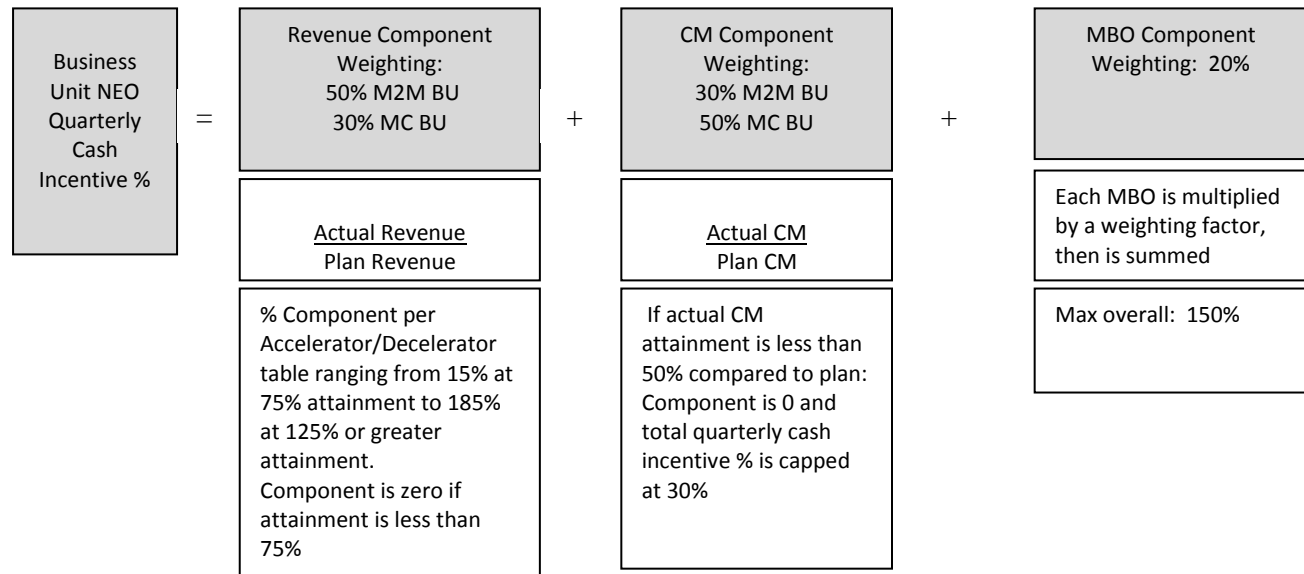 Business
Unit NEO
Quarterly
Cash
Incentive %
=
Revenue Component
Weighting:
50% M2M BU
30% MC BU
Actual Revenue
Plan Revenue
% Component per
Accelerator/Decelerator
table ranging from 15% at
75% attainment to 185%
at 125% or greater
attainment.
Component is zero if
attainment is less than
75%
+
CM Component
Weighting:
30% M2M BU
50% MC BU
Actual CM
Plan CM
If actual CM
attainment is less than
50% compared to plan:
Component is 0 and
total quarterly cash
incentive % is capped
at 30%
+
MBO Component
Weighting: 20%
Each MBO is multiplied
by a weighting factor,
then is summed
Max overall: 150%